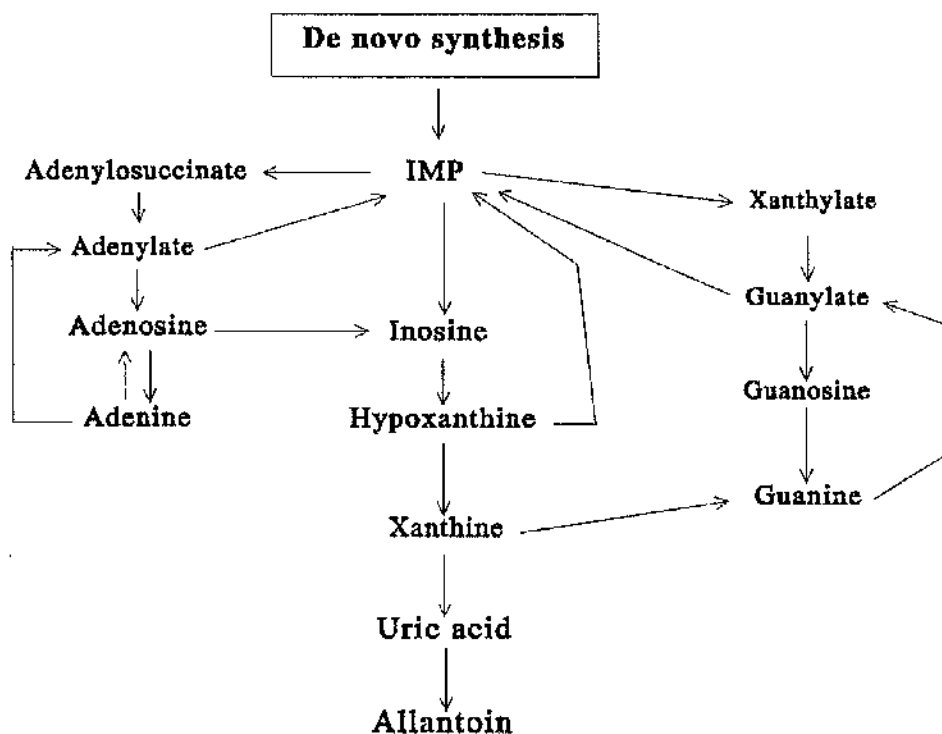 De novo synthesis
Adenylosuccinate
IMP
Xanthylate
Adenylate
Guanylate
Adenosine
Inosine
Guanosine
Adenine
Hypoxanthine
Guanine
Xanthine
Uric acid
Allantoin